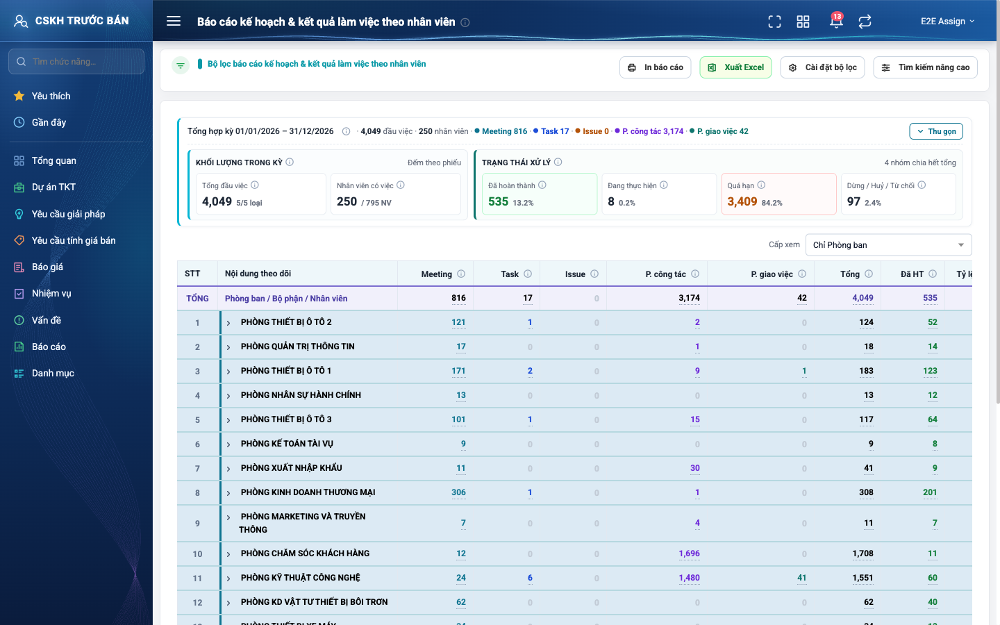 CSKH TRƯỚC BÁN
Báo cáo kế hoạch & kết quả làm việc theo nhân viên
13
E2E Assign
Tìm chức năng...
Yêu thích
Gần đây
Tổng quan
Dự án TKT
Yêu cầu giải pháp
Yêu cầu tính giá bán
Báo giá
Nhiệm vụ
Vấn đề
Báo cáo
Danh mục
Bộ lọc báo cáo kế hoạch & kết quả làm việc theo nhân viên
In báo cáo
Xuất Excel
Cài đặt bộ lọc
Tìm kiếm nâng cao
Tổng hợp kỳ 01/01/2026 – 31/12/2026 · 4,049 đầu việc · 250 nhân viên · Meeting 816 · Task 17 · Issue 0 · P. công tác 3,174 · P. giao việc 42
Thu gọn
KHỐI LƯỢNG TRONG KỲ
Đếm theo phiếu
Tổng đầu việc
4,049 5/5 loại
Nhân viên có việc
250 / 795 NV
TRẠNG THÁI XỬ LÝ
4 nhóm chia hết tổng
Đã hoàn thành
535 13.2%
Đang thực hiện
8 0.2%
Quá hạn
3,409 84.2%
Dừng / Huỷ / Từ chối
97 2.4%
Cấp xem
Chỉ Phòng ban
STT Nội dung theo dõi Meeting Task Issue P. công tác P. giao việc Tổng Đã HT Tỷ lệ
TỔNG Phòng ban / Bộ phận / Nhân viên 816 17 0 3,174 42 4,049 535
1 PHÒNG THIẾT BỊ Ô TÔ 2 121 1 0 2 0 124 52
2 PHÒNG QUẢN TRỊ THÔNG TIN 17 0 0 1 0 18 14
3 PHÒNG THIẾT BỊ Ô TÔ 1 171 2 0 9 1 183 123
4 PHÒNG NHÂN SỰ HÀNH CHÍNH 13 0 0 0 0 13 12
5 PHÒNG THIẾT BỊ Ô TÔ 3 101 1 0 15 0 117 64
6 PHÒNG KẾ TOÁN TÀI VỤ 9 0 0 0 0 9 8
7 PHÒNG XUẤT NHẬP KHẨU 11 0 0 30 0 41 9
8 PHÒNG KINH DOANH THƯƠNG MẠI 306 1 0 1 0 308 201
9 PHÒNG MARKETING VÀ TRUYỀN THÔNG 7 0 0 4 0 11 7
10 PHÒNG CHĂM SÓC KHÁCH HÀNG 12 0 0 1,696 0 1,708 11
11 PHÒNG KỸ THUẬT CÔNG NGHỆ 24 6 0 1,480 41 1,551 60
12 PHÒNG KD VẬT TƯ THIẾT BỊ BÔI TRƠN 62 0 0 0 0 62 40